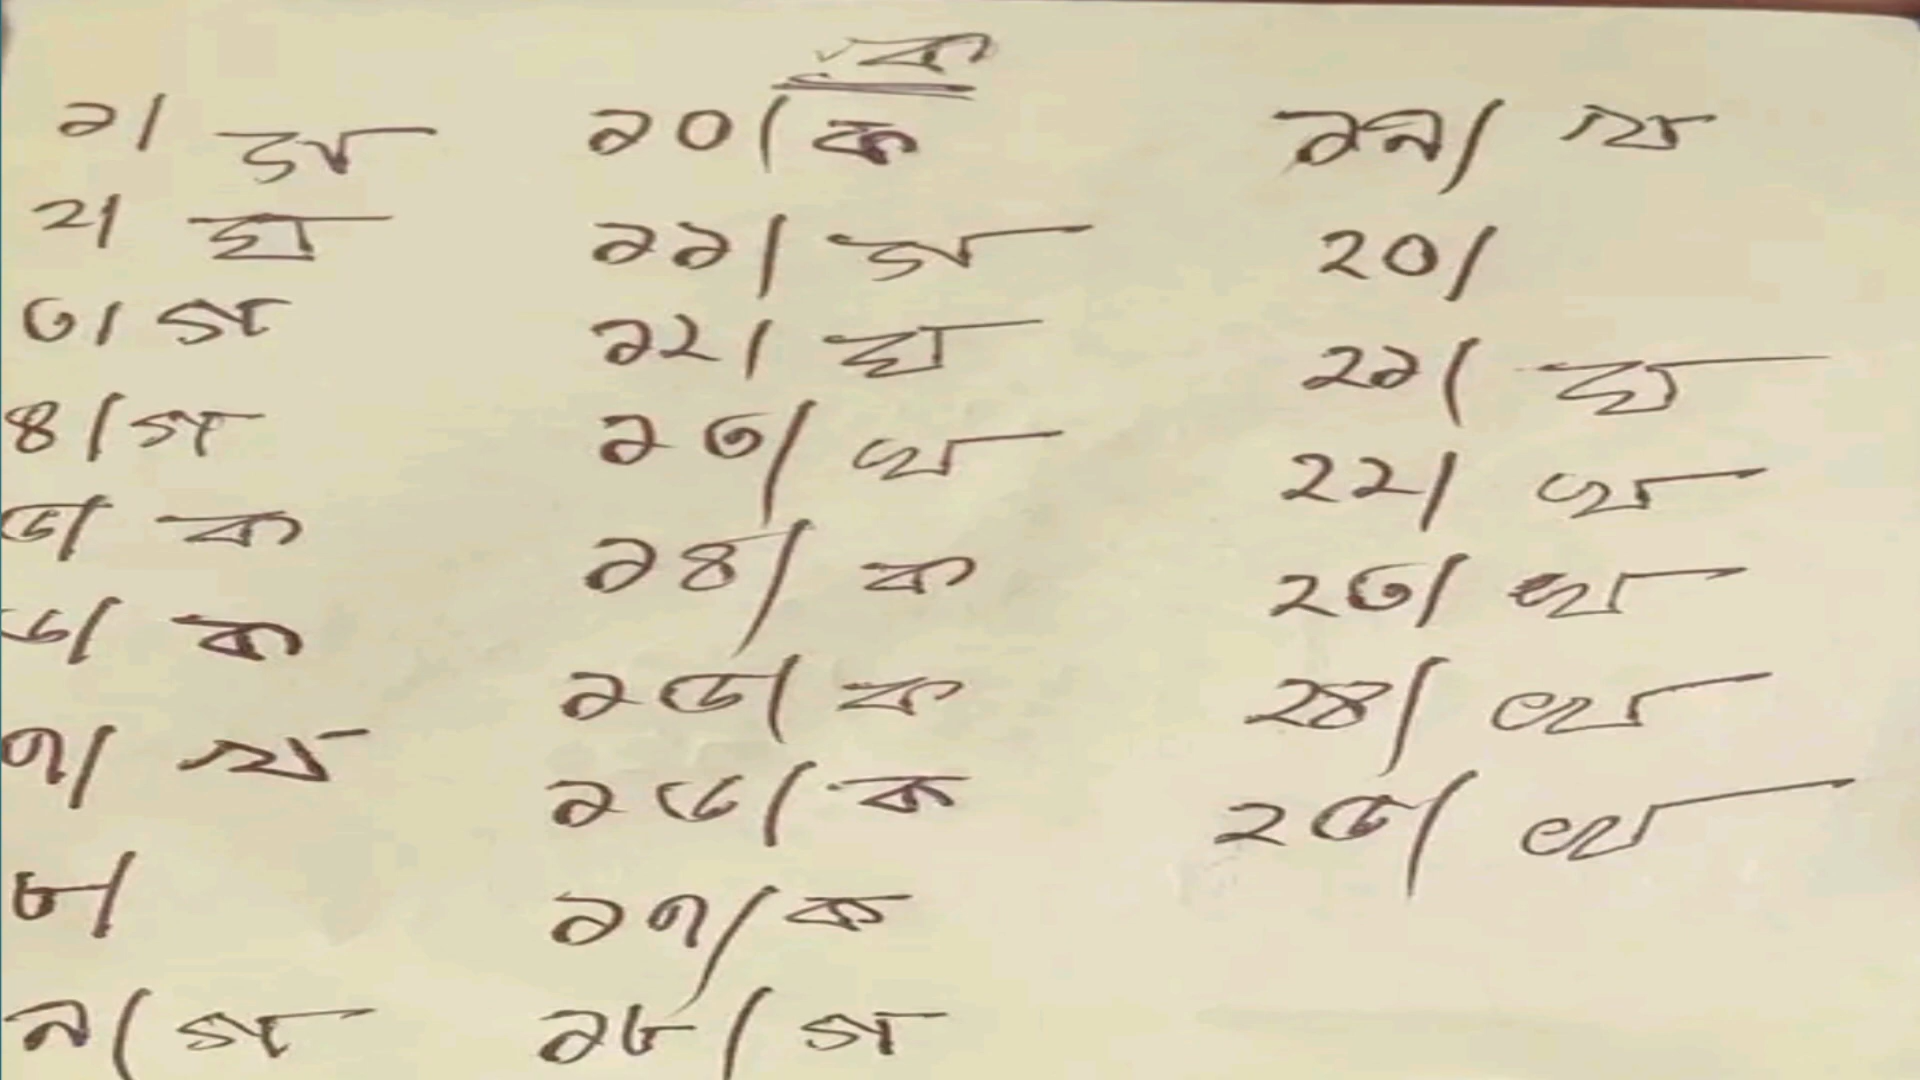 ক
১। গ
২। ঘ
৩। গ
৪। গ
৫। ক
৬। ক
৭। খ
৮।
৯। গ
১০। ক
১১। গ
১২। ঘ
১৩। খ
১৪। ক
১৫। ক
১৬। ক
১৭। ক
১৮। গ
১৯। খ
২০।
২১। ঘ
২২। খ
২৩। খ
২৪। খ
২৫। খ